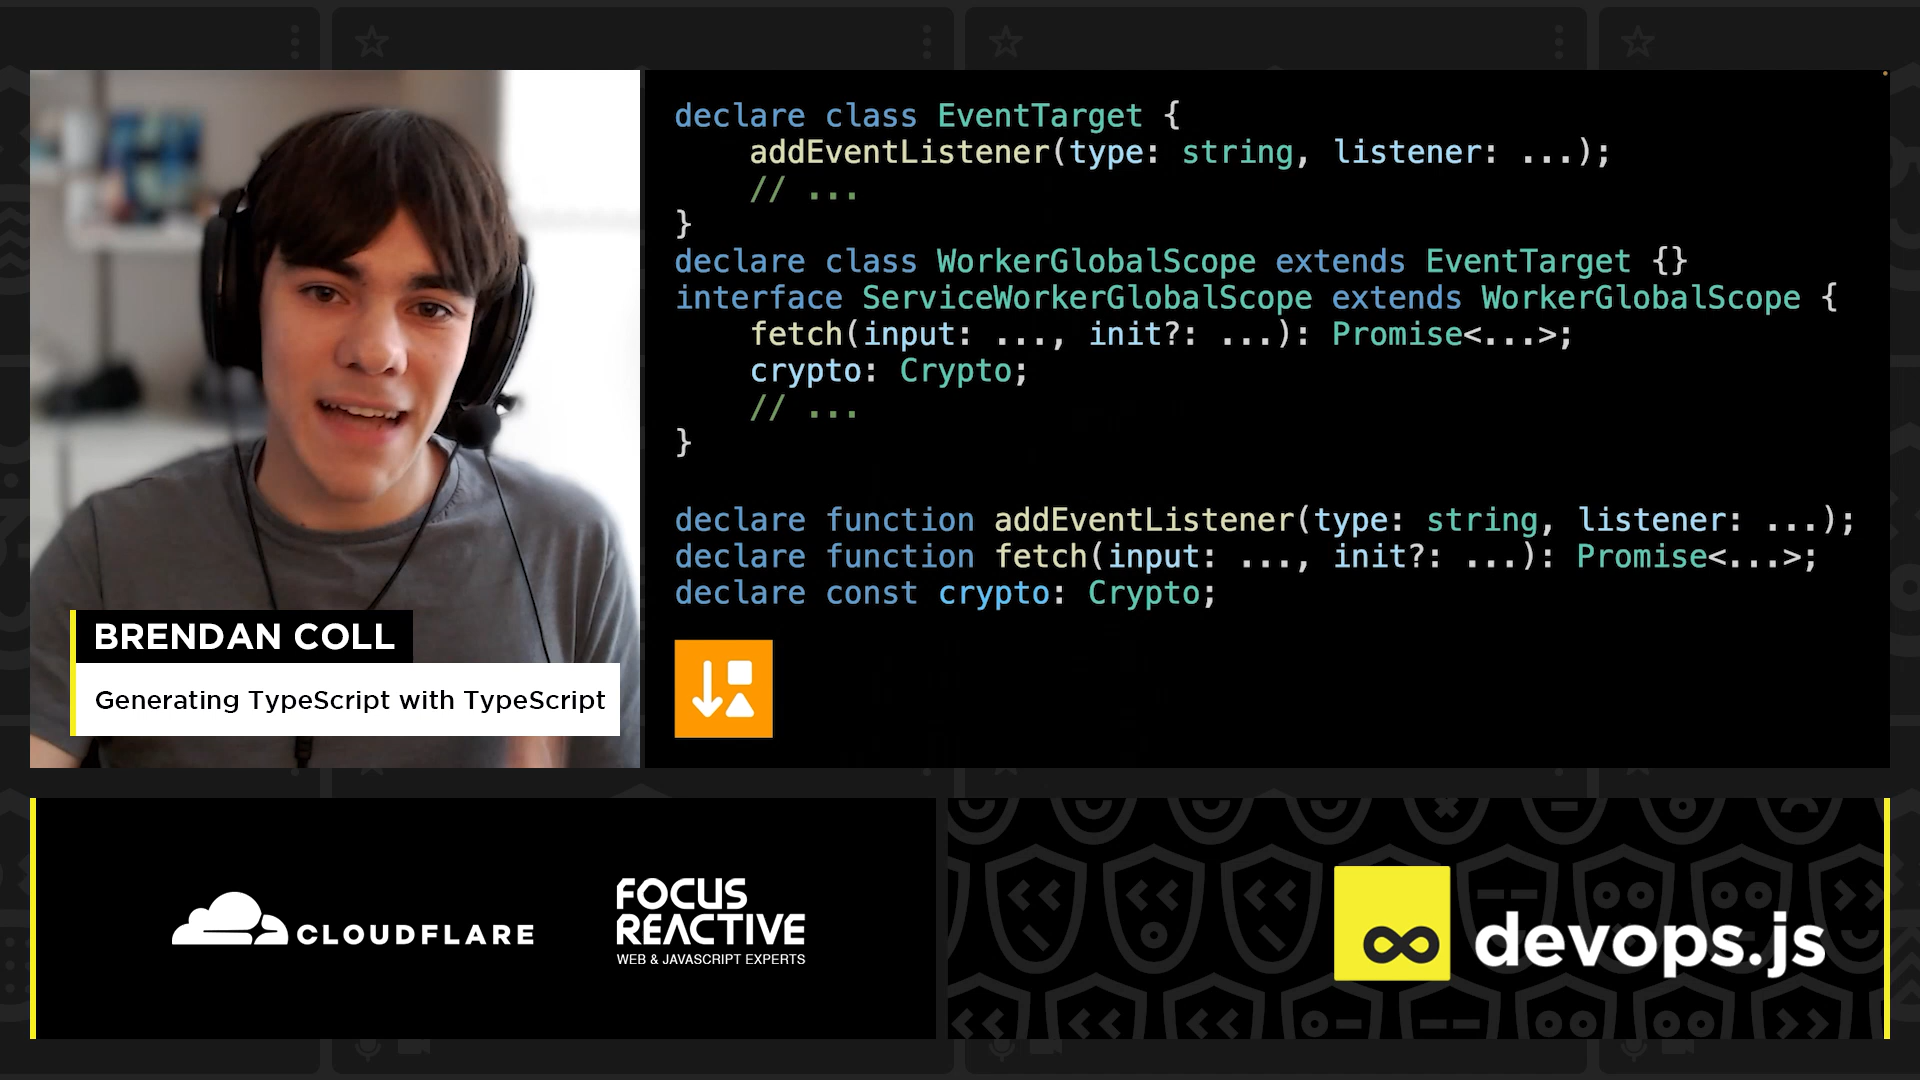 declare class EventTarget {
addEventListener(type: string, listener: ...);
// ...
}
declare class WorkerGlobalScope extends EventTarget {}
interface ServiceWorkerGlobalScope extends WorkerGlobalScope {
fetch(input: ..., init?: ...): Promise<...>;
crypto: Crypto;
// ...
}
declare function addEventListener(type: string, listener: ...);
declare function fetch(input: ..., init?: ...): Promise<...>;
declare const crypto: Crypto;
BRENDAN COLL
Generating TypeScript with TypeScript
CLOUDFLARE
FOCUS
REACTIVE
WEB & JAVASCRIPT EXPERTS
devops.js